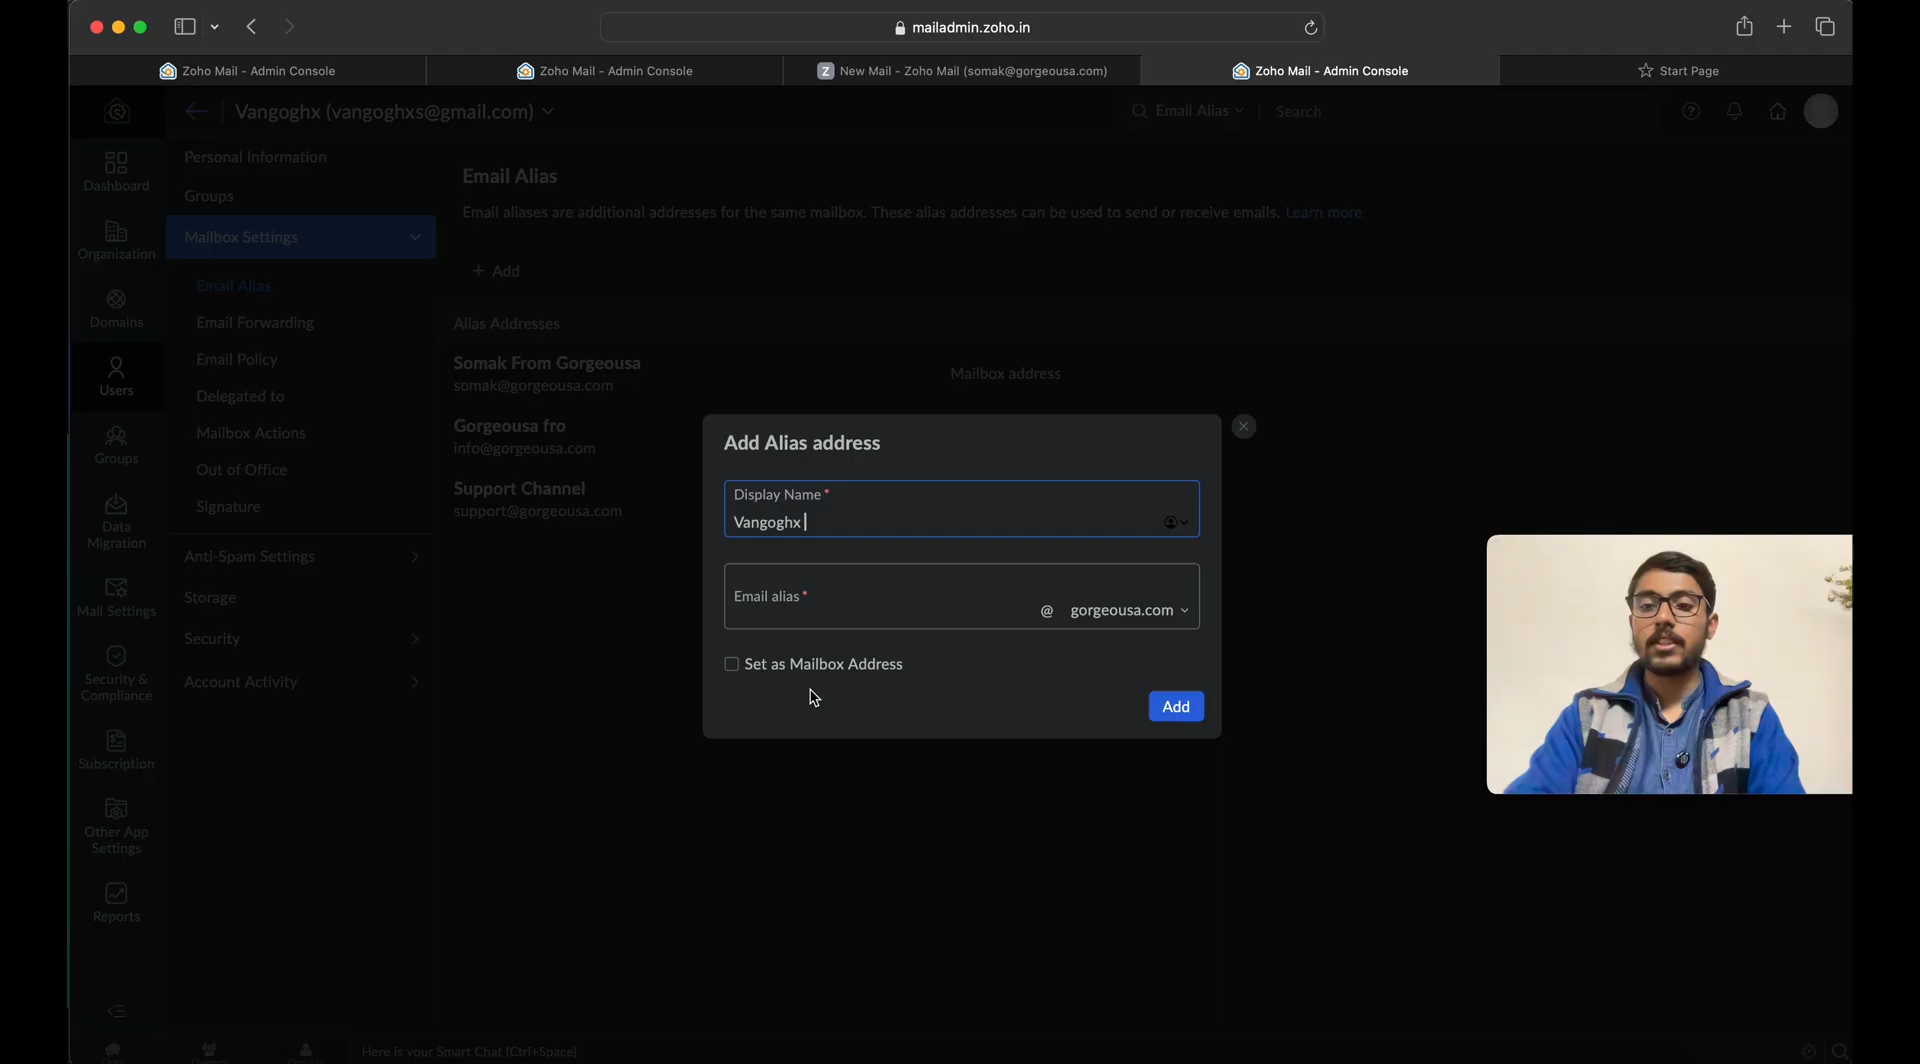 mailadmin.zoho.in
Zoho Mail - Admin Console
Zoho Mail - Admin Console
Z New Mail - Zoho Mail (somak@gorgeousa.com)
Zoho Mail - Admin Console
Start Page
Vangoghx (vangoghxs@gmail.com)
Email Alias
Search
Dashboard
Organization
Domains
Users
Groups
Data
Migration
Mail Settings
Security &
Compliance
Subscription
Other App
Settings
Reports
Personal Information
Groups
Mailbox Settings
Email Alias
Email Forwarding
Email Policy
Delegated to
Mailbox Actions
Out of Office
Signature
Anti-Spam Settings
Storage
Security
Account Activity
Email Alias
Email aliases are additional addresses for the same mailbox. These alias addresses can be used to send or receive emails. Learn more
+ Add
Alias Addresses
Somak From Gorgeousa
somak@gorgeousa.com
Mailbox address
Gorgeousa fro
info@gorgeousa.com
Support Channel
support@gorgeousa.com
Add Alias address
Display Name *
Vangoghx
Email alias *
@ gorgeousa.com
Set as Mailbox Address
Add
Here is your Smart Chat (Ctrl+Space)